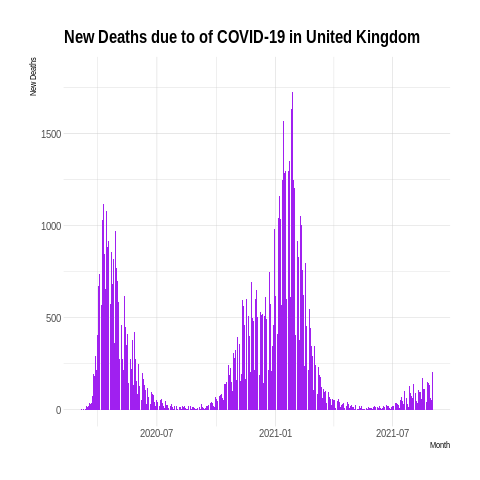 New Deaths due to of COVID-19 in United Kingdom
New Deaths
1500
1000
500
0
2020-07
2021-01
2021-07
Month